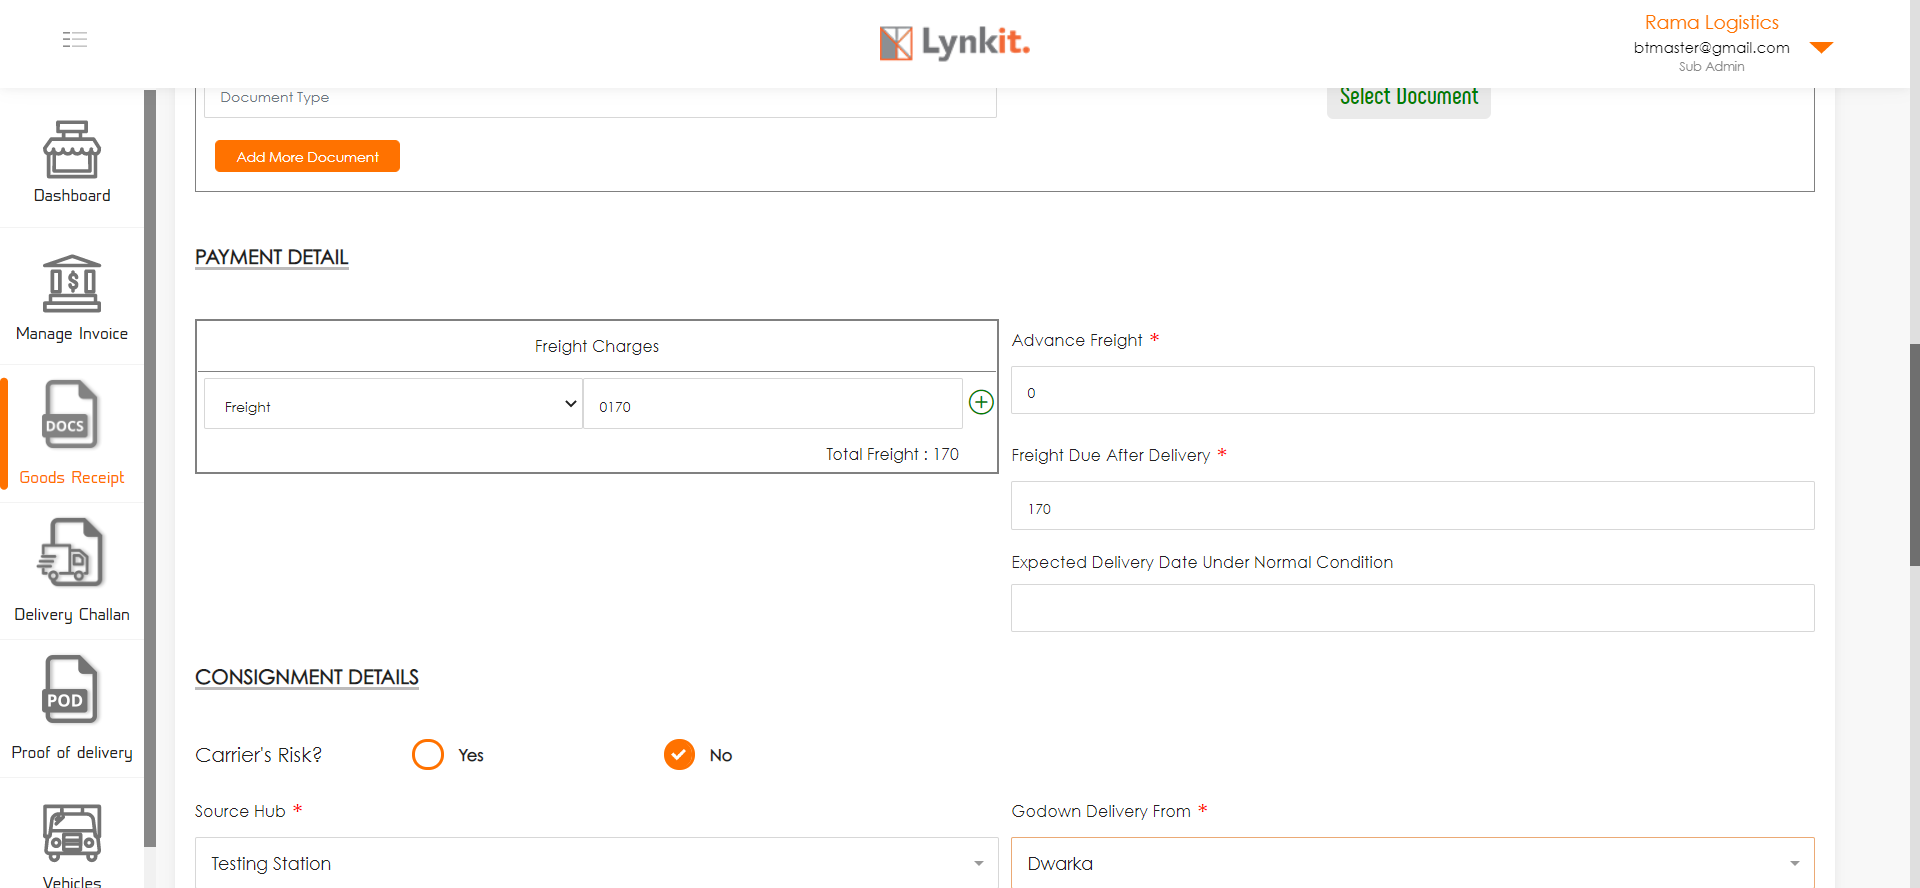 Lynkit.
Rama Logistics
btmaster@gmail.com
Sub Admin
Dashboard
Manage Invoice
DOCS
Goods Receipt
Delivery Challan
POD
Proof of delivery
Vehicles
Document Type
Select Document
Add More Document
PAYMENT DETAIL
Freight Charges
Freight
0170
Total Freight : 170
Advance Freight *
0
Freight Due After Delivery *
170
Expected Delivery Date Under Normal Condition
CONSIGNMENT DETAILS
Carrier's Risk? Yes No
Source Hub *
Testing Station
Godown Delivery From *
Dwarka